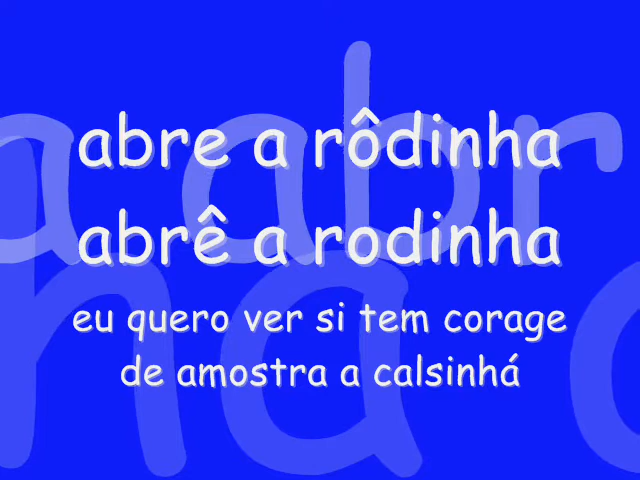 abre a rôdinha
abrê a rodinha
eu quero ver si tem corage
de amostra a calsinhá